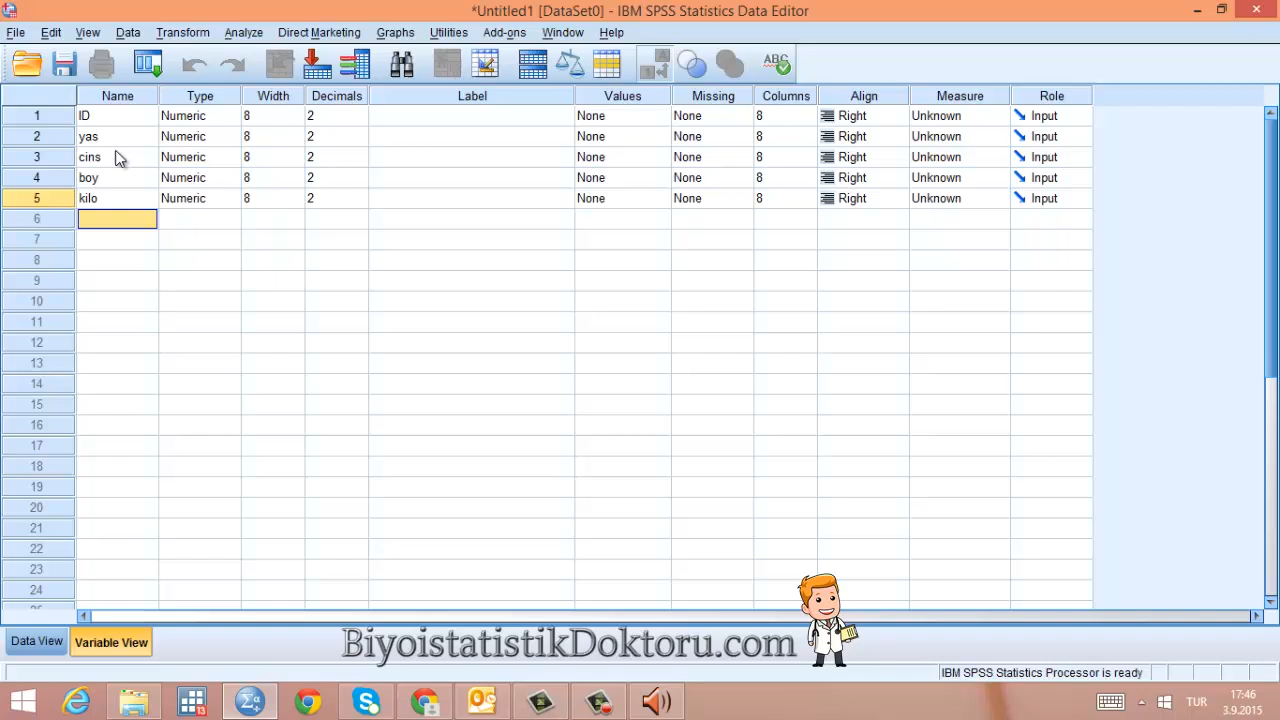 *Untitled1 [DataSet0] - IBM SPSS Statistics Data Editor
File Edit View Data Transform Analyze Direct Marketing Graphs Utilities Add-ons Window Help
Name Type Width Decimals Label Values Missing Columns Align Measure Role
1 ID Numeric 8 2 None None 8 Right Unknown Input
2 yas Numeric 8 2 None None 8 Right Unknown Input
3 cins Numeric 8 2 None None 8 Right Unknown Input
4 boy Numeric 8 2 None None 8 Right Unknown Input
5 kilo Numeric 8 2 None None 8 Right Unknown Input
6
7
8
9
10
11
12
13
14
15
16
17
18
19
20
21
22
23
24
Data View Variable View
BiyoistatistikDoktoru.com
IBM SPSS Statistics Processor is ready
TUR 17:46
3.9.2015